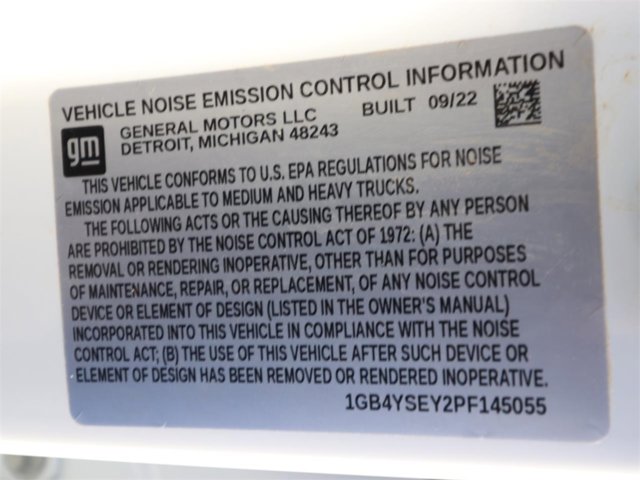 VEHICLE NOISE EMISSION CONTROL INFORMATION
gm
GENERAL MOTORS LLC BUILT 09/22
DETROIT, MICHIGAN 48243
THIS VEHICLE CONFORMS TO U.S. EPA REGULATIONS FOR NOISE
EMISSION APPLICABLE TO MEDIUM AND HEAVY TRUCKS.
THE FOLLOWING ACTS OR THE CAUSING THEREOF BY ANY PERSON
ARE PROHIBITED BY THE NOISE CONTROL ACT OF 1972: (A) THE
REMOVAL OR RENDERING INOPERATIVE, OTHER THAN FOR PURPOSES
OF MAINTENANCE, REPAIR, OR REPLACEMENT, OF ANY NOISE CONTROL
DEVICE OR ELEMENT OF DESIGN (LISTED IN THE OWNER'S MANUAL)
INCORPORATED INTO THIS VEHICLE IN COMPLIANCE WITH THE NOISE
CONTROL ACT; (B) THE USE OF THIS VEHICLE AFTER SUCH DEVICE OR
ELEMENT OF DESIGN HAS BEEN REMOVED OR RENDERED INOPERATIVE.
1GB4YSEY2PF145055